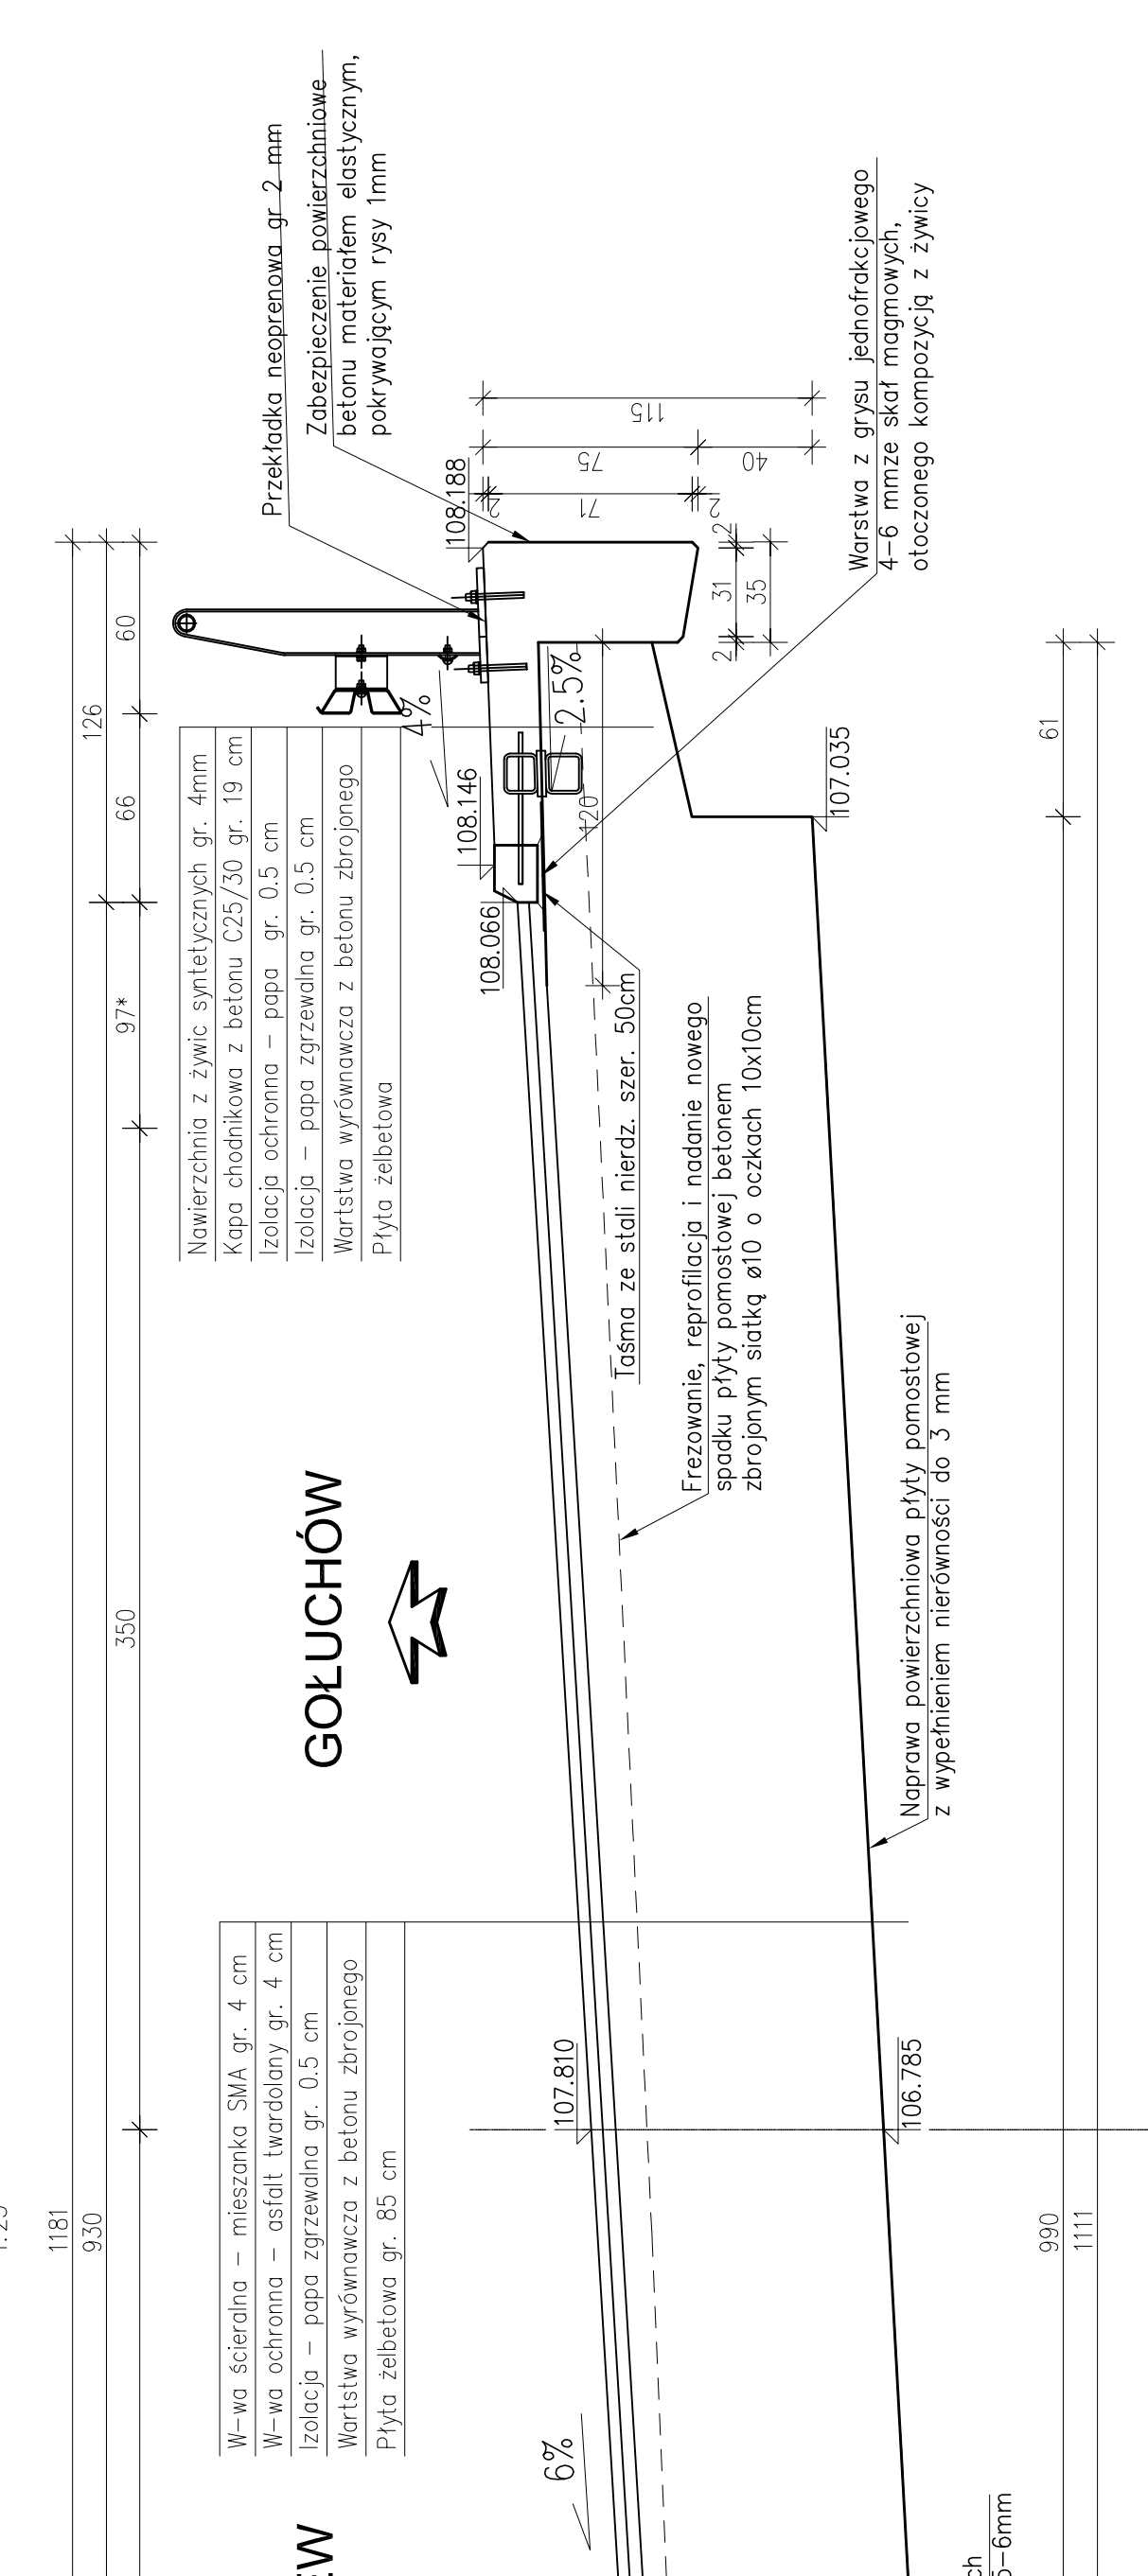 Przekładka neoprenowa gr 2 mm
Zabezpieczenie powierzchniowe
betonu materiałem elastycznym,
pokrywającym rysy 1mm
Warstwa z grysu jednofrakcjowego
4-6 mmze skał magmowych,
otoczonego kompozycją z żywicy
115
75
40
2
71
2
108.188
2
31
2
35
60
126
66
97*
350
1181
930
4%
2.5%
108.146
108.066
120
107.035
61
Nawierzchnia z żywic syntetycznych gr. 4mm
Kapa chodnikowa z betonu C25/30 gr. 19 cm
Izolacja ochronna – papa gr. 0.5 cm
Izolacja – papa zgrzewalna gr. 0.5 cm
Wartstwa wyrównawcza z betonu zbrojonego
Płyta żelbetowa
Taśma ze stali nierdz. szer. 50cm
Frezowanie, reprofilacja i nadanie nowego
spadku płyty pomostowej betonem
zbrojonym siatką ø10 o oczkach 10x10cm
GOŁUCHÓW
Naprawa powierzchniowa płyty pomostowej
z wypełnieniem nierówności do 3 mm
W-wa ścieralna – mieszanka SMA gr. 4 cm
W-wa ochronna – asfalt twardolany gr. 4 cm
Izolacja – papa zgrzewalna gr. 0.5 cm
Wartstwa wyrównawcza z betonu zbrojonego
Płyta żelbetowa gr. 85 cm
107.810
106.785
990
1111
6%